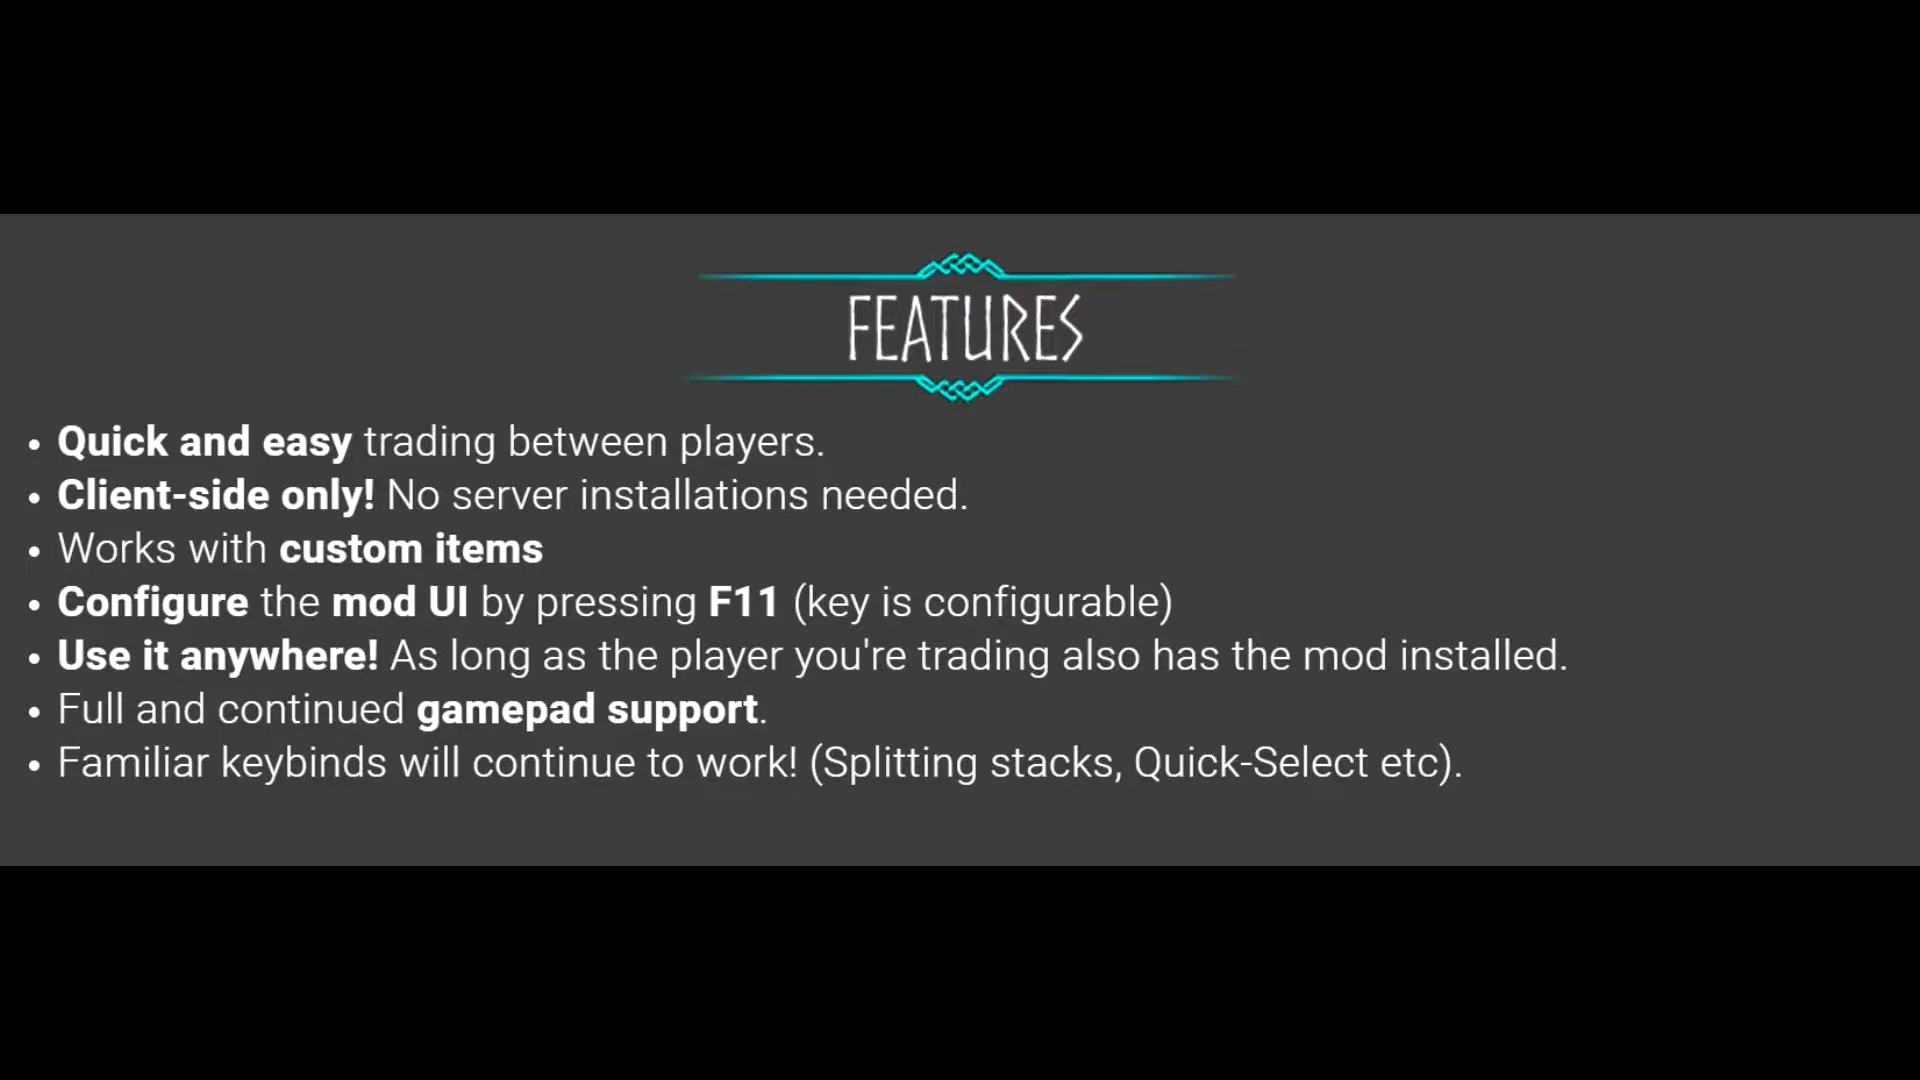 FEATURES
• Quick and easy trading between players.
• Client-side only! No server installations needed.
• Works with custom items
• Configure the mod UI by pressing F11 (key is configurable)
• Use it anywhere! As long as the player you're trading also has the mod installed.
• Full and continued gamepad support.
• Familiar keybinds will continue to work! (Splitting stacks, Quick-Select etc).